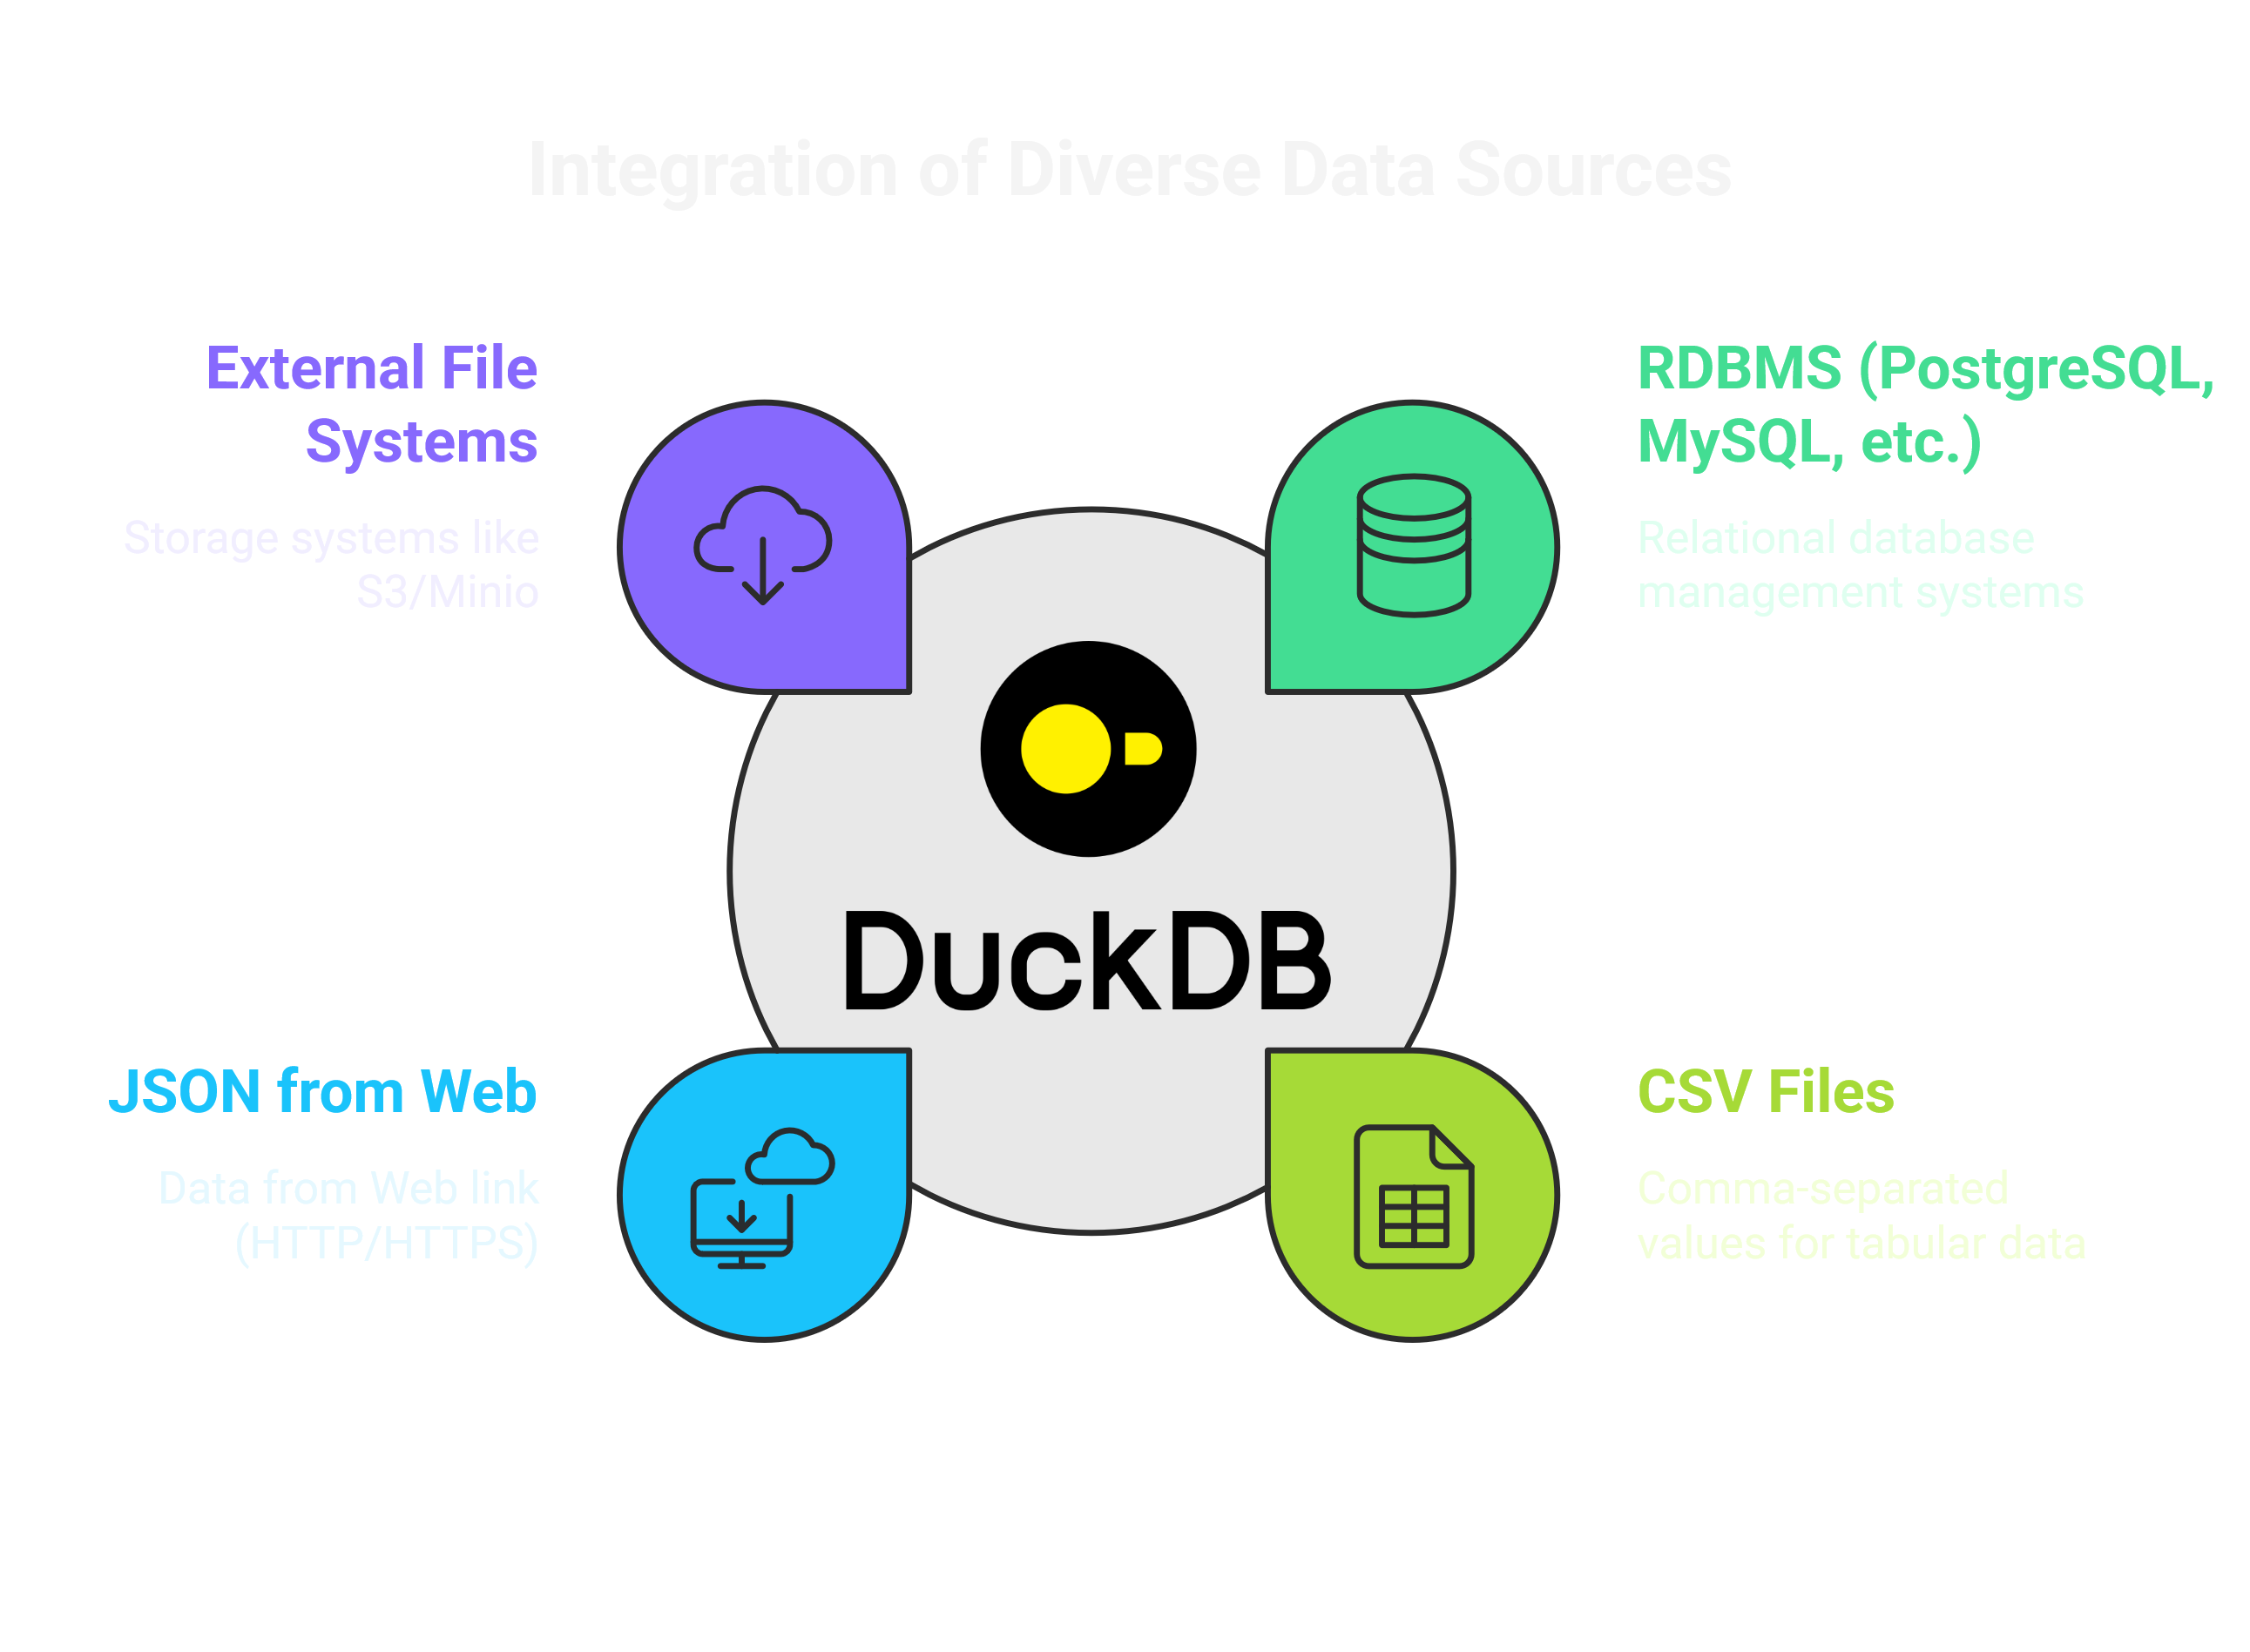 Integration of Diverse Data Sources
External File
Systems
Storage systems like
S3/Minio
RDBMS (PostgreSQL,
MySQL, etc.)
Relational database
management systems
DuckDB
JSON from Web
Data from Web link
(HTTP/HTTPS)
CSV Files
Comma-separated
values for tabular data